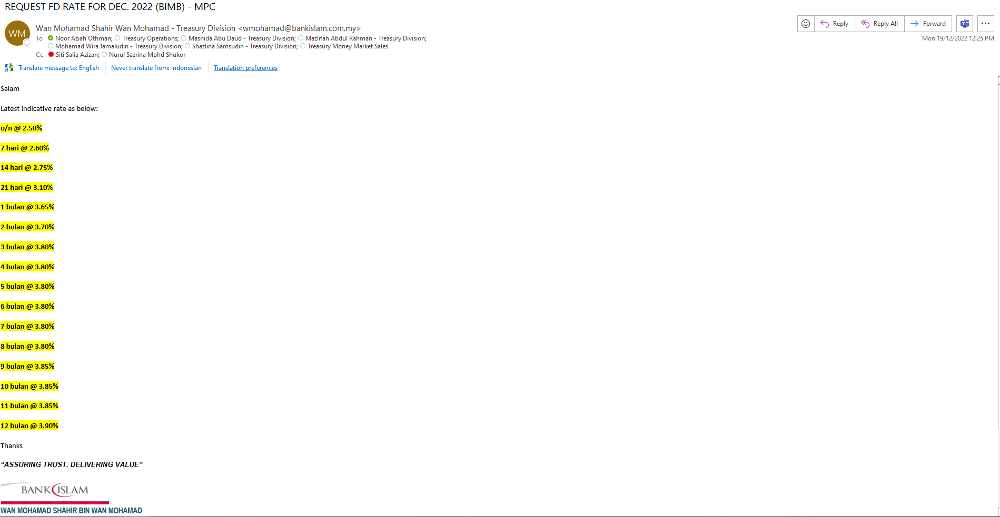 REQUEST FD RATE FOR DEC. 2022 (BIMB) - MPC
WM
Wan Mohamad Shahir Wan Mohamad - Treasury Division <wmohamad@bankislam.com.my>
To Noor Aziah Othman; Treasury Operations; Masnida Abu Daud - Treasury Division; Mazlifah Abdul Rahman - Treasury Division;
Mohamad Wira Jamaludin - Treasury Division; Shazlina Samsudin - Treasury Division; Treasury Money Market Sales
Cc Siti Salia Azizan; Nurul Sazrina Mohd Shukor
Reply Reply All Forward
Mon 19/12/2022 12:25 PM
Translate message to: English Never translate from: Indonesian Translation preferences
Salam
Latest indicative rate as below:
o/n @ 2.50%
7 hari @ 2.60%
14 hari @ 2.75%
21 hari @ 3.10%
1 bulan @ 3.65%
2 bulan @ 3.70%
3 bulan @ 3.80%
4 bulan @ 3.80%
5 bulan @ 3.80%
6 bulan @ 3.80%
7 bulan @ 3.80%
8 bulan @ 3.80%
9 bulan @ 3.85%
10 bulan @ 3.85%
11 bulan @ 3.85%
12 bulan @ 3.90%
Thanks
“ASSURING TRUST. DELIVERING VALUE”
BANK ISLAM
WAN MOHAMAD SHAHIR BIN WAN MOHAMAD